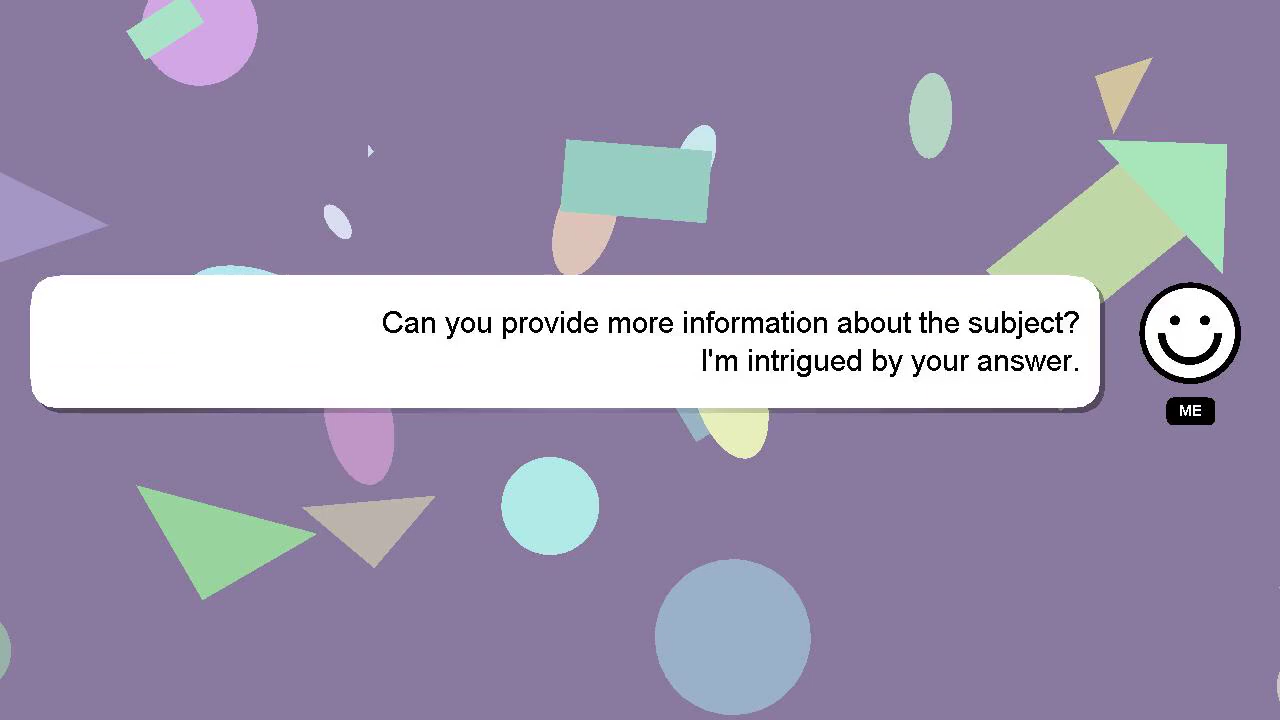 Can you provide more information about the subject?
I'm intrigued by your answer.
ME